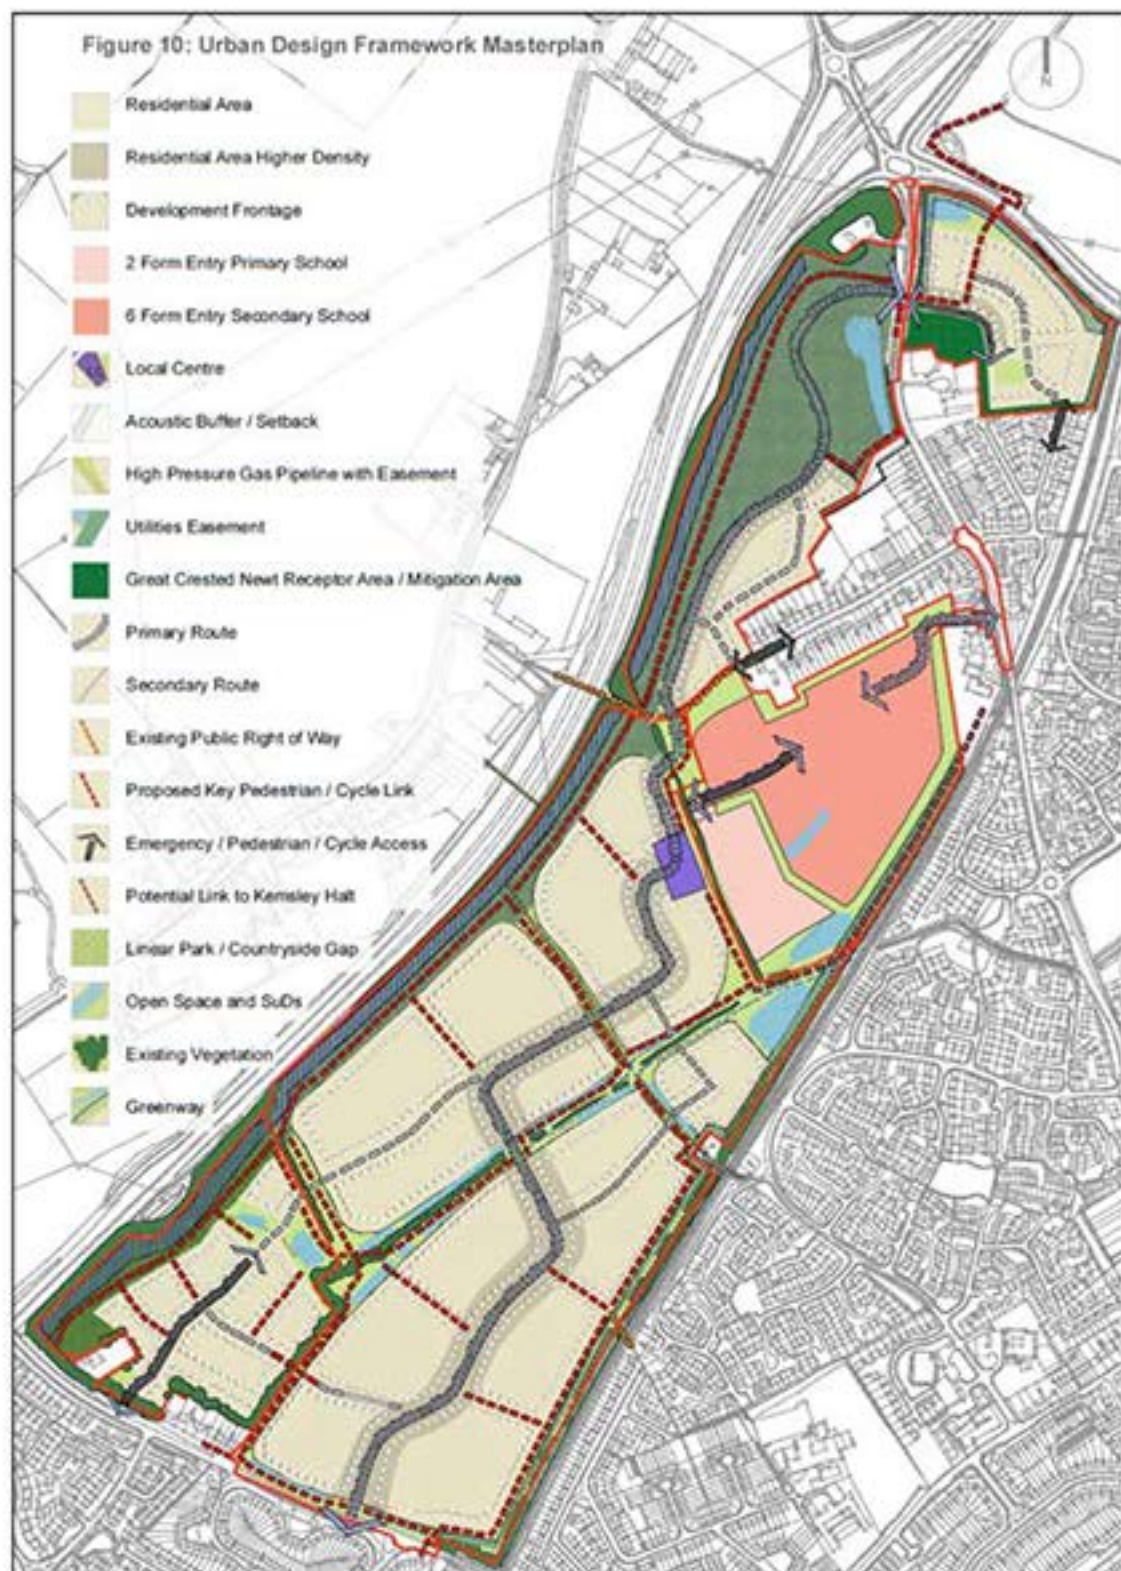 Figure 10: Urban Design Framework Masterplan
N
Residential Area
Residential Area Higher Density
Development Frontage
2 Form Entry Primary School
6 Form Entry Secondary School
Local Centre
Acoustic Buffer / Setback
High Pressure Gas Pipeline with Easement
Utilities Easement
Great Crested Newt Receptor Area / Mitigation Area
Primary Route
Secondary Route
Existing Public Right of Way
Proposed Key Pedestrian / Cycle Link
Emergency / Pedestrian / Cycle Access
Potential Link to Kemsley Halt
Linear Park / Countryside Gap
Open Space and SuDs
Existing Vegetation
Greenway